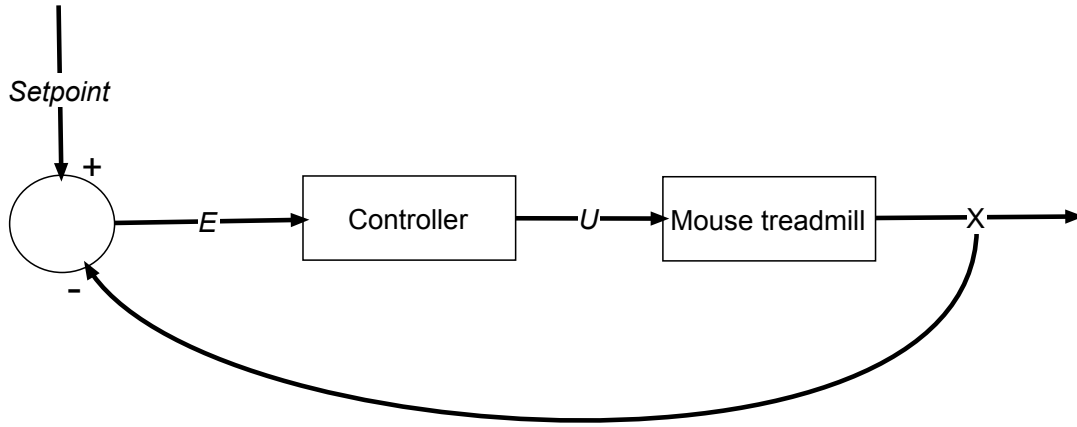 Setpoint
+
E
Controller
U
Mouse treadmill
X
-